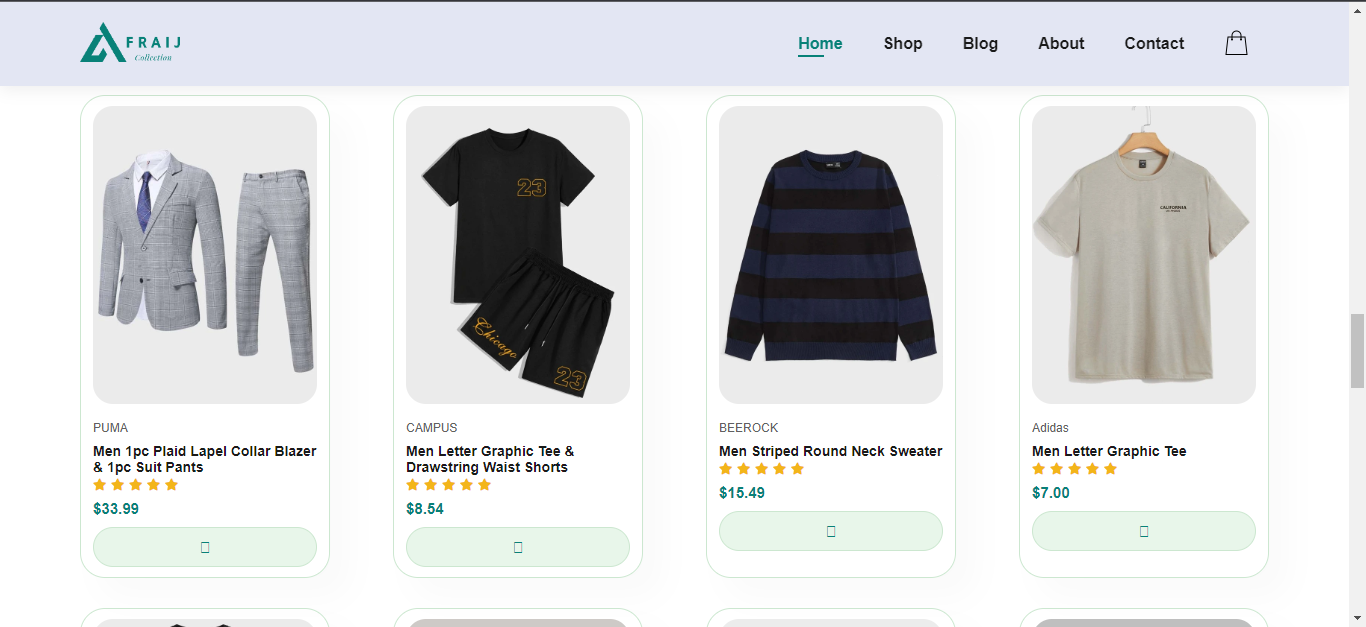 FRAIJ
Collection
Home
Shop
Blog
About
Contact
23
Chicago
23
CALIFORNIA
PUMA
Men 1pc Plaid Lapel Collar Blazer
& 1pc Suit Pants
$33.99
CAMPUS
Men Letter Graphic Tee &
Drawstring Waist Shorts
$8.54
BEEROCK
Men Striped Round Neck Sweater
$15.49
Adidas
Men Letter Graphic Tee
$7.00